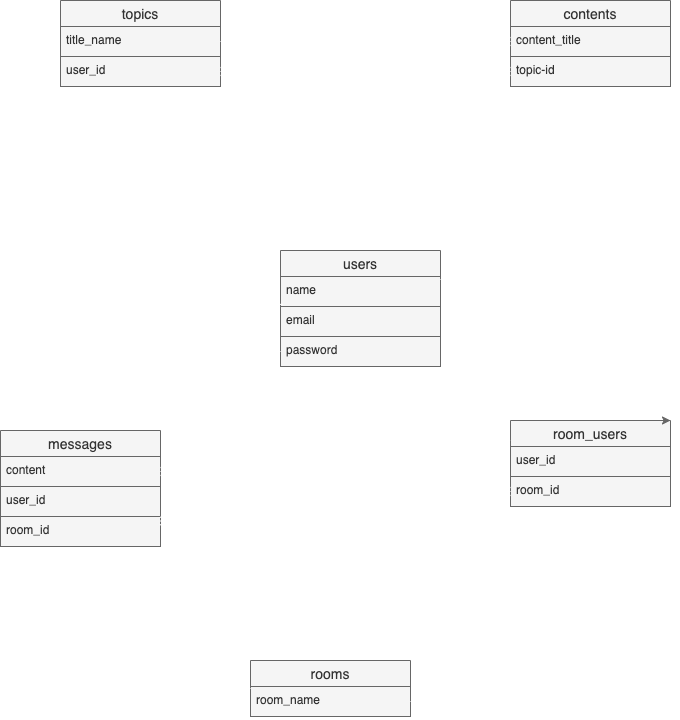 topics
title_name
user_id
contents
content_title
topic-id
users
name
email
password
messages
content
user_id
room_id
room_users
user_id
room_id
rooms
room_name